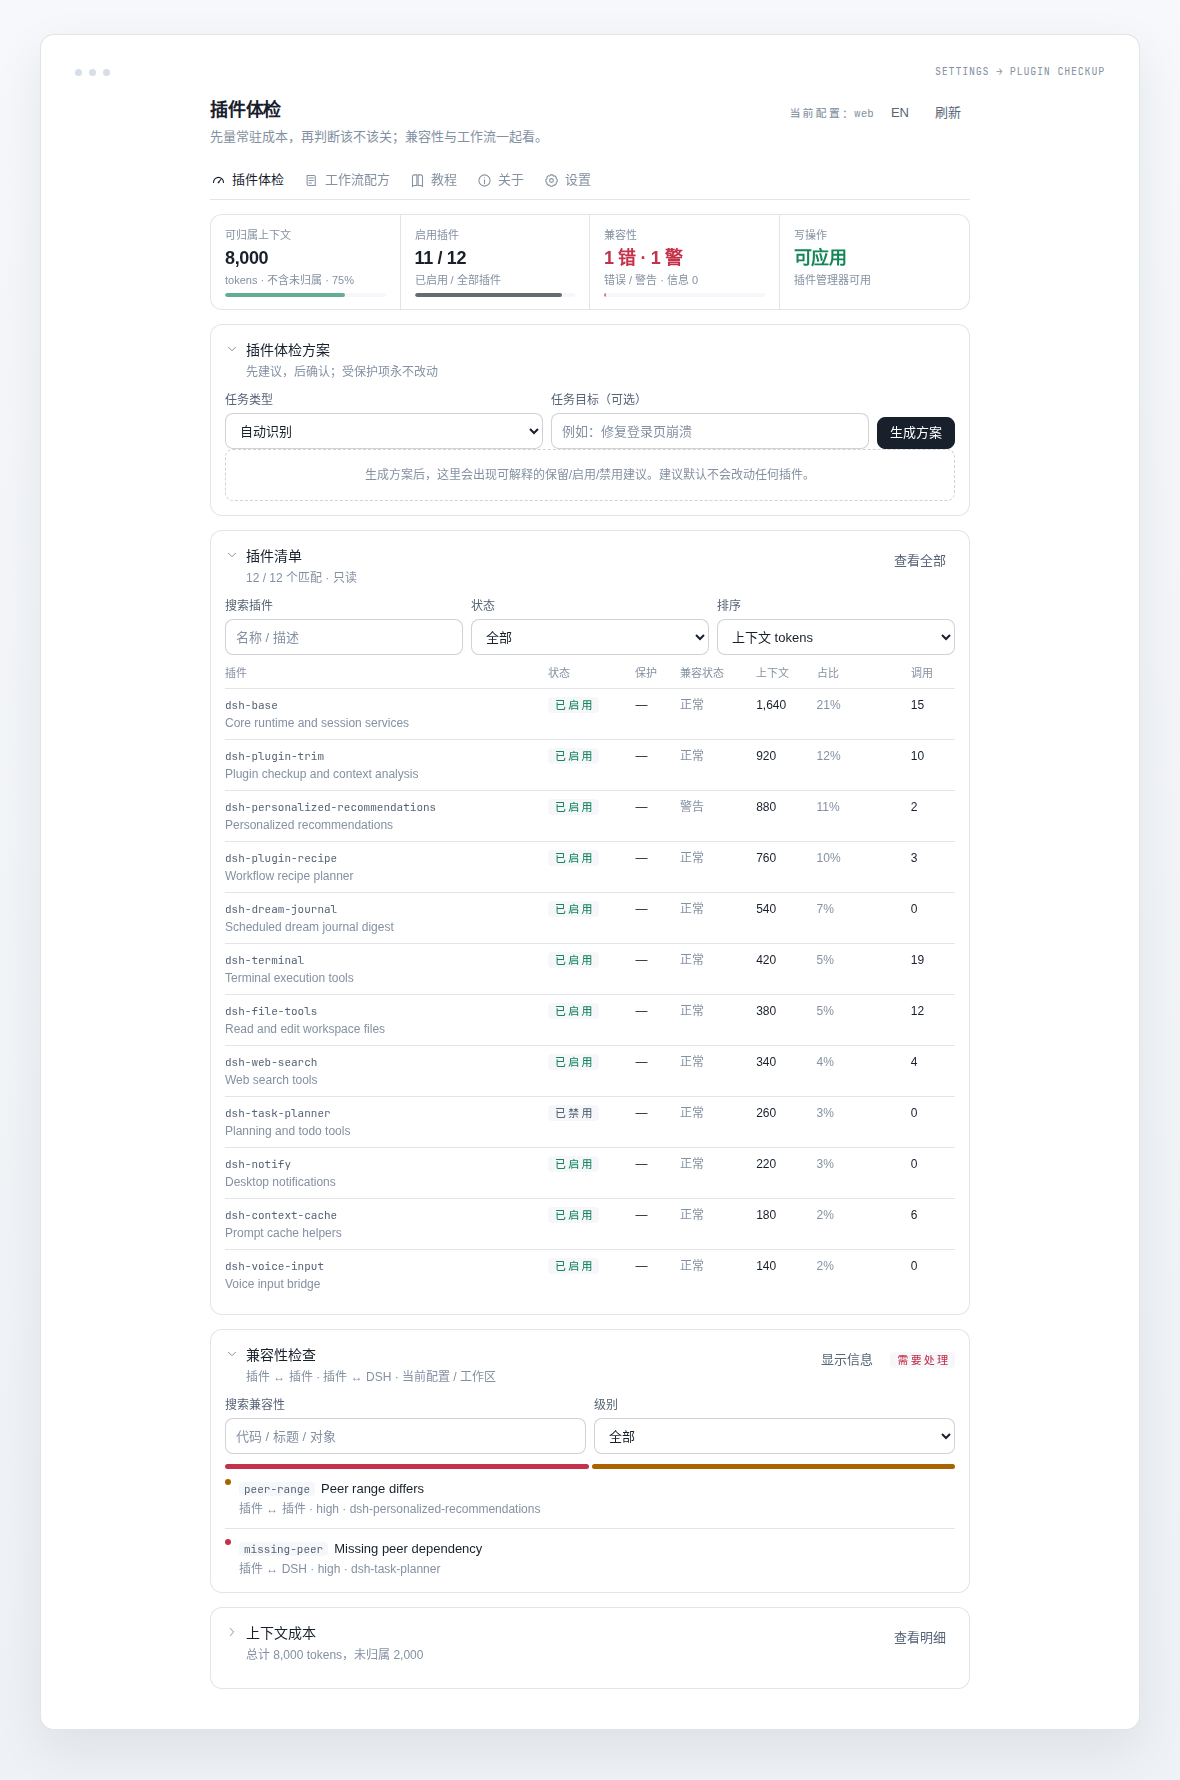 SETTINGS → PLUGIN CHECKUP
插件体检
当前配置：web EN 刷新
先量常驻成本，再判断该不该关；兼容性与工作流一起看。
插件体检 工作流配方 教程 关于 设置
可归属上下文 启用插件 兼容性 写操作
8,000 11 / 12 1 错 · 1 警 可应用
tokens · 不含未归属 · 75% 已启用 / 全部插件 错误 / 警告 · 信息 0 插件管理器可用
插件体检方案
先建议，后确认；受保护项永不改动
任务类型 任务目标（可选）
自动识别 例如：修复登录页崩溃 生成方案
生成方案后，这里会出现可解释的保留/启用/禁用建议。建议默认不会改动任何插件。
插件清单 查看全部
12 / 12 个匹配 · 只读
搜索插件 状态 排序
名称 / 描述 全部 上下文 tokens
插件 状态 保护 兼容状态 上下文 占比 调用
dsh-base 已启用 — 正常 1,640 21% 15
Core runtime and session services
dsh-plugin-trim 已启用 — 正常 920 12% 10
Plugin checkup and context analysis
dsh-personalized-recommendations 已启用 — 警告 880 11% 2
Personalized recommendations
dsh-plugin-recipe 已启用 — 正常 760 10% 3
Workflow recipe planner
dsh-dream-journal 已启用 — 正常 540 7% 0
Scheduled dream journal digest
dsh-terminal 已启用 — 正常 420 5% 19
Terminal execution tools
dsh-file-tools 已启用 — 正常 380 5% 12
Read and edit workspace files
dsh-web-search 已启用 — 正常 340 4% 4
Web search tools
dsh-task-planner 已禁用 — 正常 260 3% 0
Planning and todo tools
dsh-notify 已启用 — 正常 220 3% 0
Desktop notifications
dsh-context-cache 已启用 — 正常 180 2% 6
Prompt cache helpers
dsh-voice-input 已启用 — 正常 140 2% 0
Voice input bridge
兼容性检查 显示信息 需要处理
插件 ↔ 插件 · 插件 ↔ DSH · 当前配置 / 工作区
搜索兼容性 级别
代码 / 标题 / 对象 全部
peer-range Peer range differs
插件 ↔ 插件 · high · dsh-personalized-recommendations
missing-peer Missing peer dependency
插件 ↔ DSH · high · dsh-task-planner
上下文成本 查看明细
总计 8,000 tokens，未归属 2,000